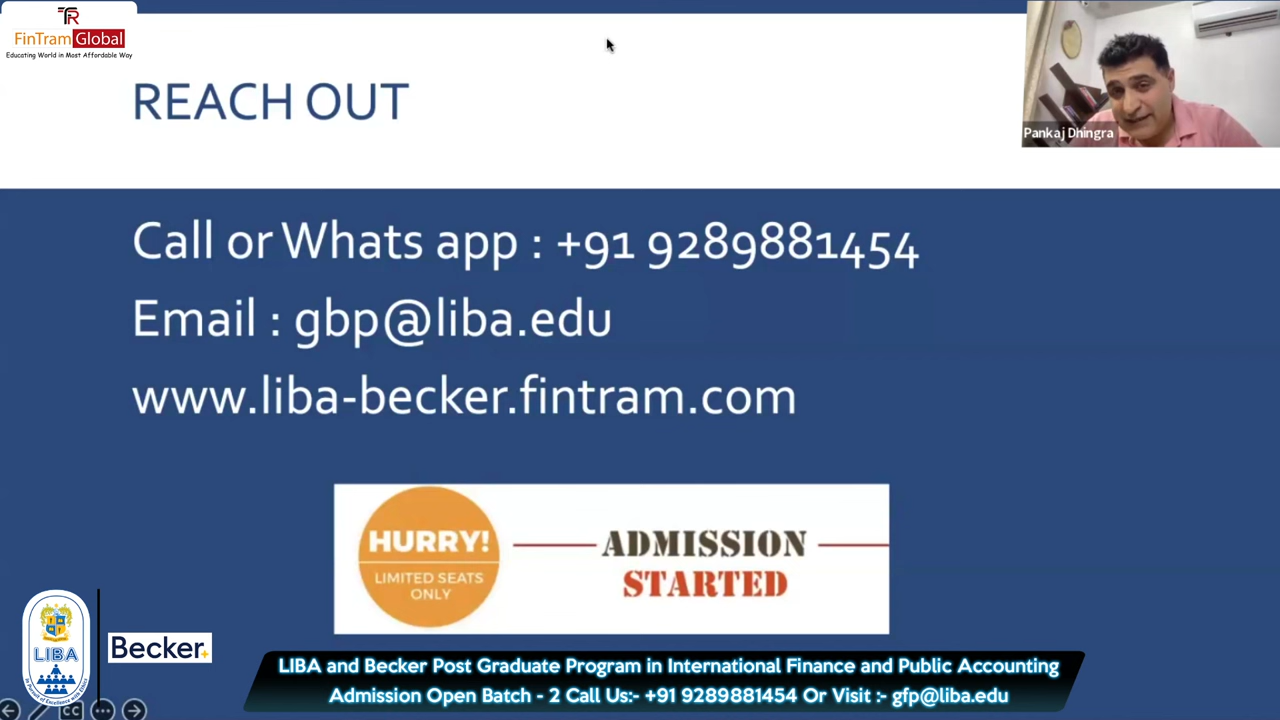 TR
FinTram Global
Educating World in Most Affordable Way
REACH OUT
Pankaj Dhingra
Call or Whats app : +91 9289881454
Email : gbp@liba.edu
www.liba-becker.fintram.com
HURRY!
LIMITED SEATS
ONLY
ADMISSION
STARTED
LIBA
Becker.
LIBA and Becker Post Graduate Program in International Finance and Public Accounting
Admission Open Batch - 2 Call Us:- +91 9289881454 Or Visit :- gfp@liba.edu
CC